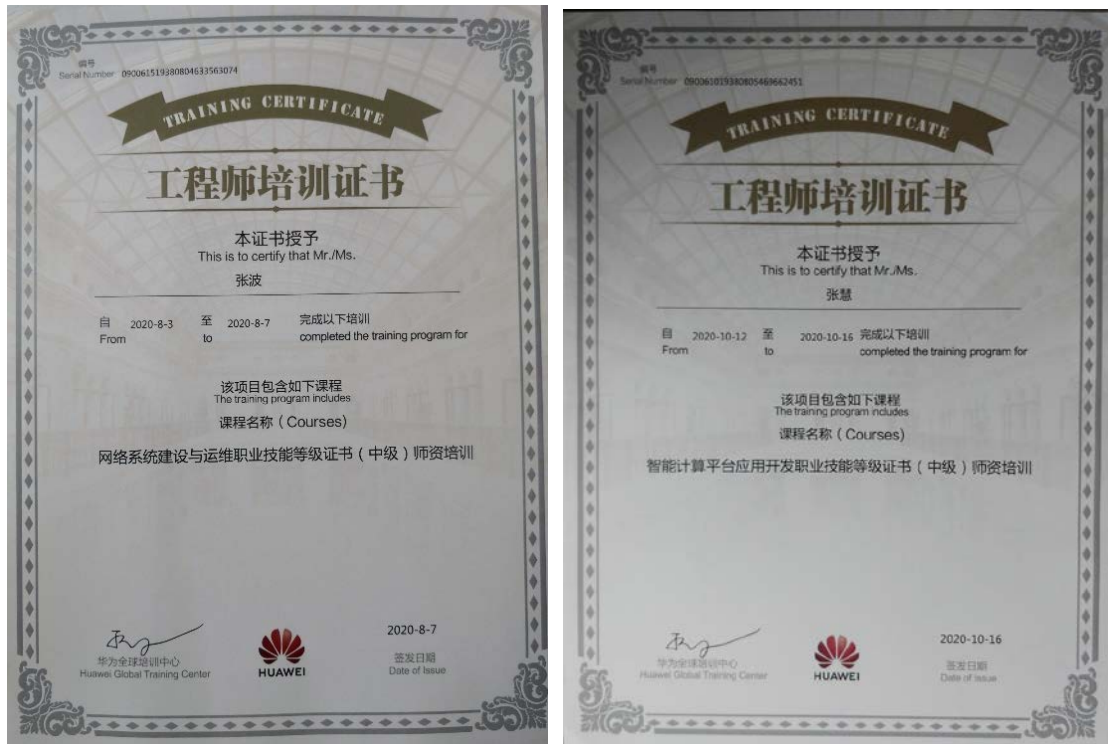 编号
Serial Number 0900615193808046335​63074
TRAINING CERTIFICATE
工程师培训证书
本证书授予
This is to certify that Mr./Ms.
张波
自 2020-8-3 至 2020-8-7 完成以下培训
From to completed the training program for
该项目包含如下课程
The training program includes
课程名称（Courses）
网络系统建设与运维职业技能等级证书（中级）师资培训
2020-8-7
华为全球培训中心 签发日期
Huawei Global Training Center HUAWEI Date of Issue
编号
Serial Number 090061019380805469662451
TRAINING CERTIFICATE
工程师培训证书
本证书授予
This is to certify that Mr./Ms.
张慧
自 2020-10-12 至 2020-10-16 完成以下培训
From to completed the training program for
该项目包含如下课程
The training program includes
课程名称（Courses）
智能计算平台应用开发职业技能等级证书（中级）师资培训
2020-10-16
华为全球培训中心 签发日期
Huawei Global Training Center HUAWEI Date of Issue